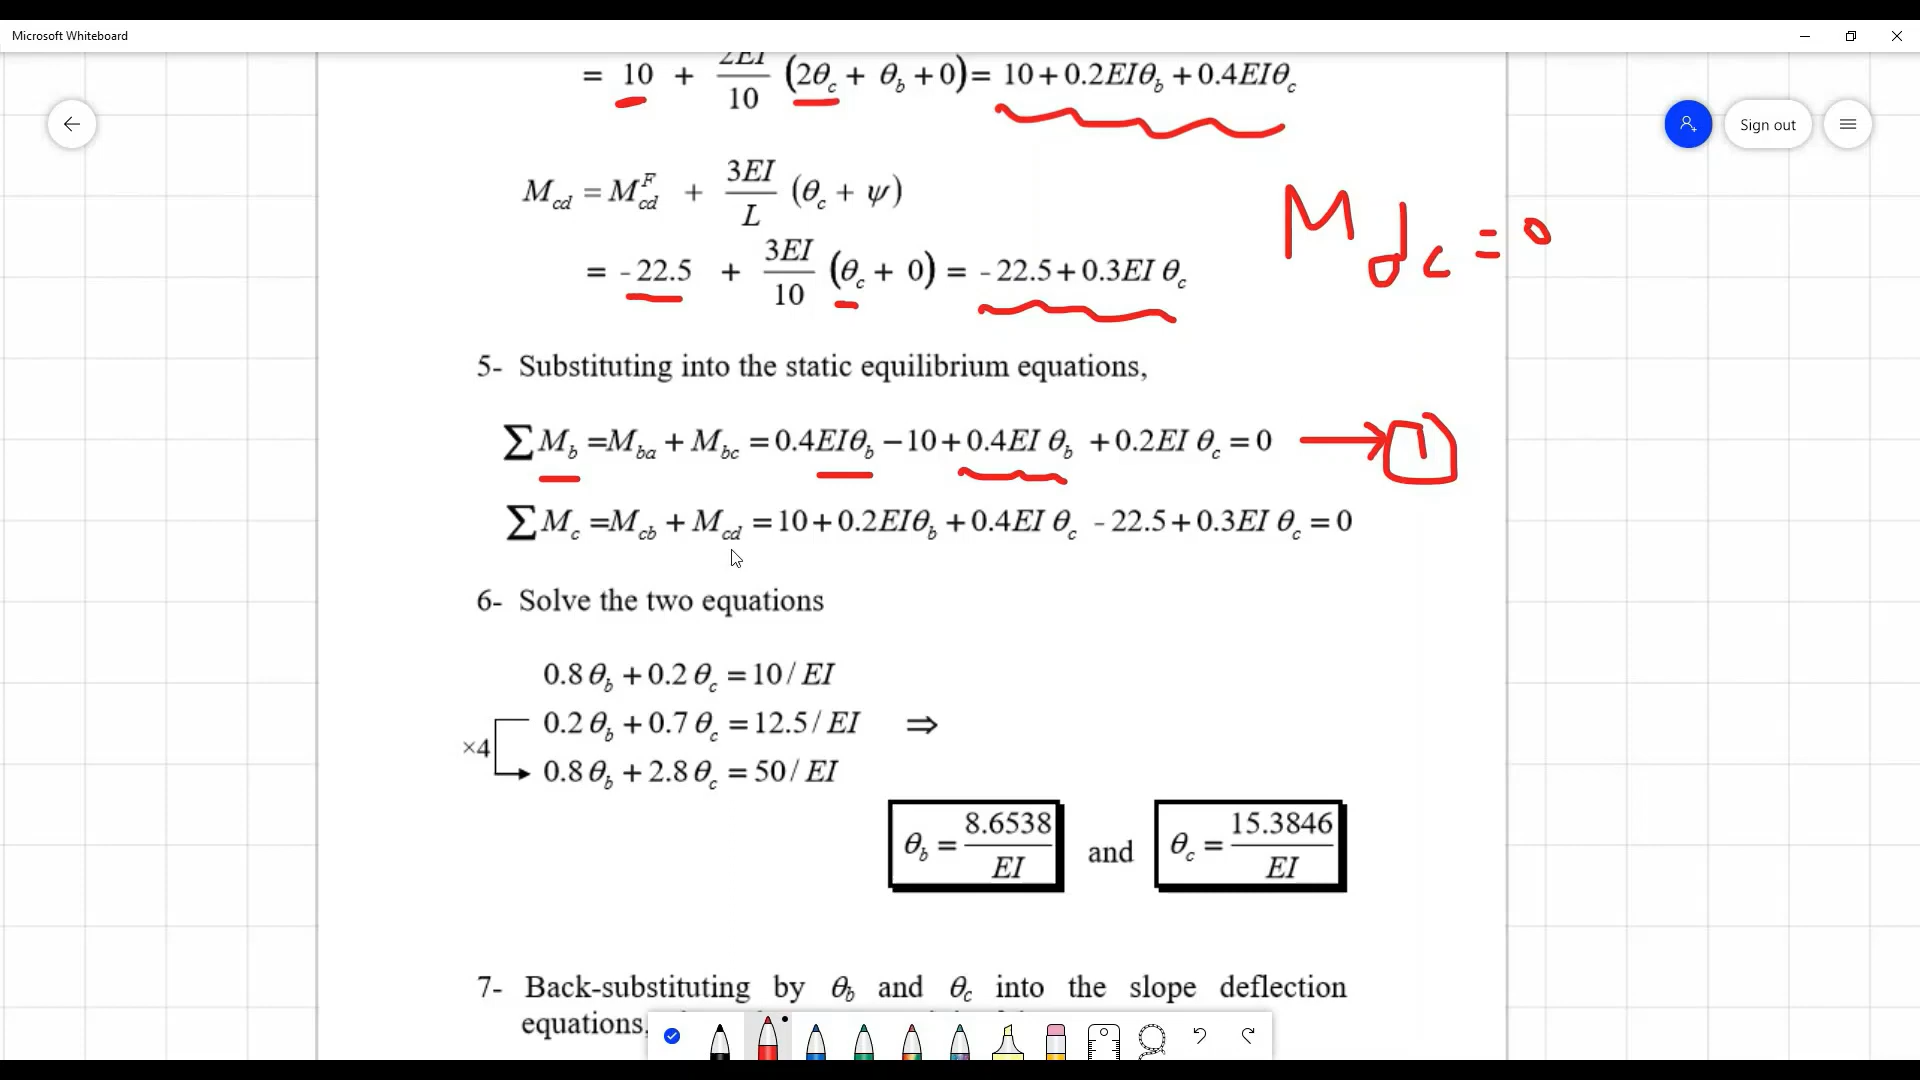 Microsoft Whiteboard
= 10 + 2EI/10 (2θc + θb + 0) = 10 + 0.2EIθb + 0.4EIθc
Sign out
Mcd = M^F cd + 3EI/L (θc + ψ)
M dc = 0
= -22.5 + 3EI/10 (θc + 0) = -22.5 + 0.3EI θc
5- Substituting into the static equilibrium equations,
∑Mb =Mba + Mbc = 0.4EIθb − 10 + 0.4EI θb + 0.2EI θc = 0 → 1
∑Mc =Mcb + Mcd = 10 + 0.2EIθb + 0.4EI θc - 22.5 + 0.3EI θc = 0
6- Solve the two equations
0.8 θb + 0.2 θc = 10 / EI
0.2 θb + 0.7 θc = 12.5 / EI ⇒
×4
0.8 θb + 2.8 θc = 50 / EI
θb = 8.6538/EI and θc = 15.3846/EI
7- Back-substituting by θb and θc into the slope deflection
equations,